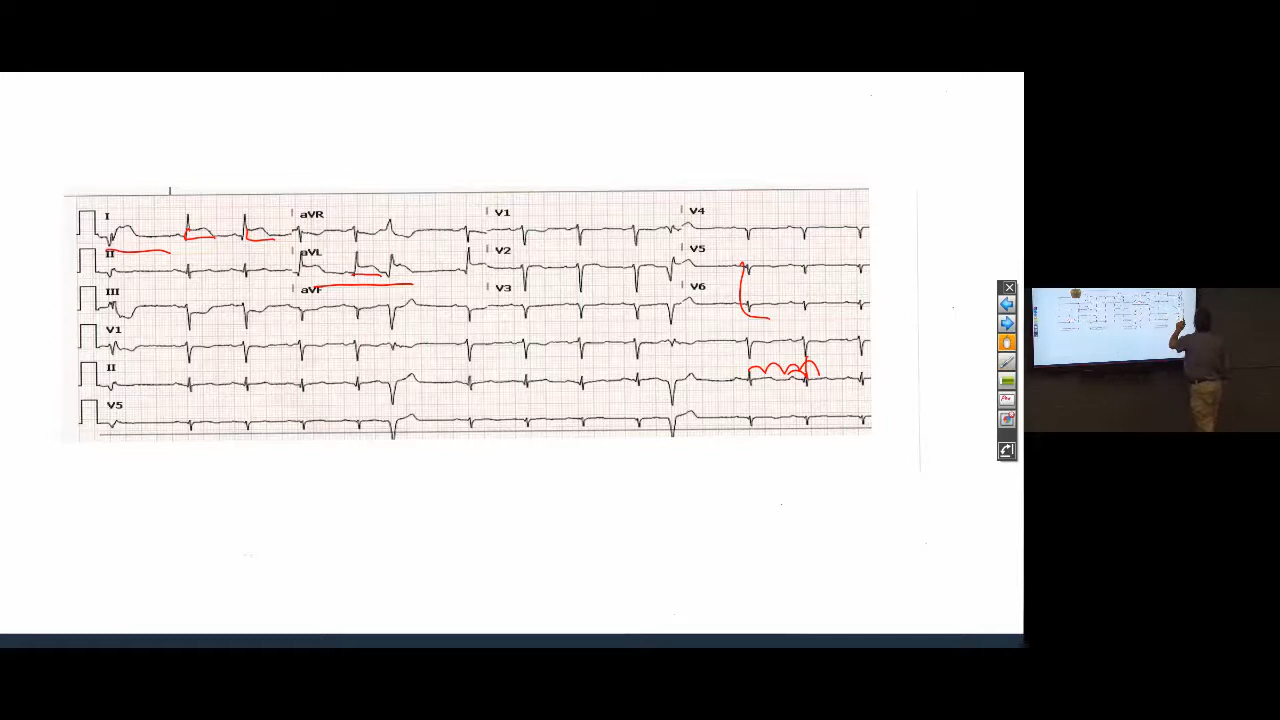 I aVR V1 V4
II aVL V2 V5
III aVF V3 V6
V1
II
V5